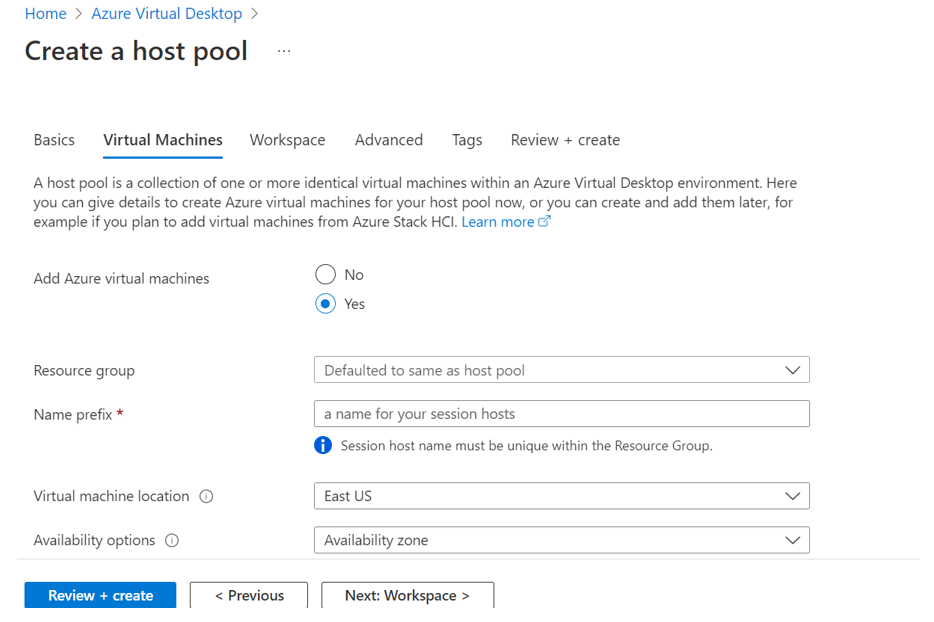 Home > Azure Virtual Desktop >
Create a host pool ...
Basics Virtual Machines Workspace Advanced Tags Review + create
A host pool is a collection of one or more identical virtual machines within an Azure Virtual Desktop environment. Here
you can give details to create Azure virtual machines for your host pool now, or you can create and add them later, for
example if you plan to add virtual machines from Azure Stack HCI. Learn more
Add Azure virtual machines
No
Yes
Resource group
Defaulted to same as host pool
Name prefix *
a name for your session hosts
Session host name must be unique within the Resource Group.
Virtual machine location
East US
Availability options
Availability zone
Review + create
< Previous
Next: Workspace >